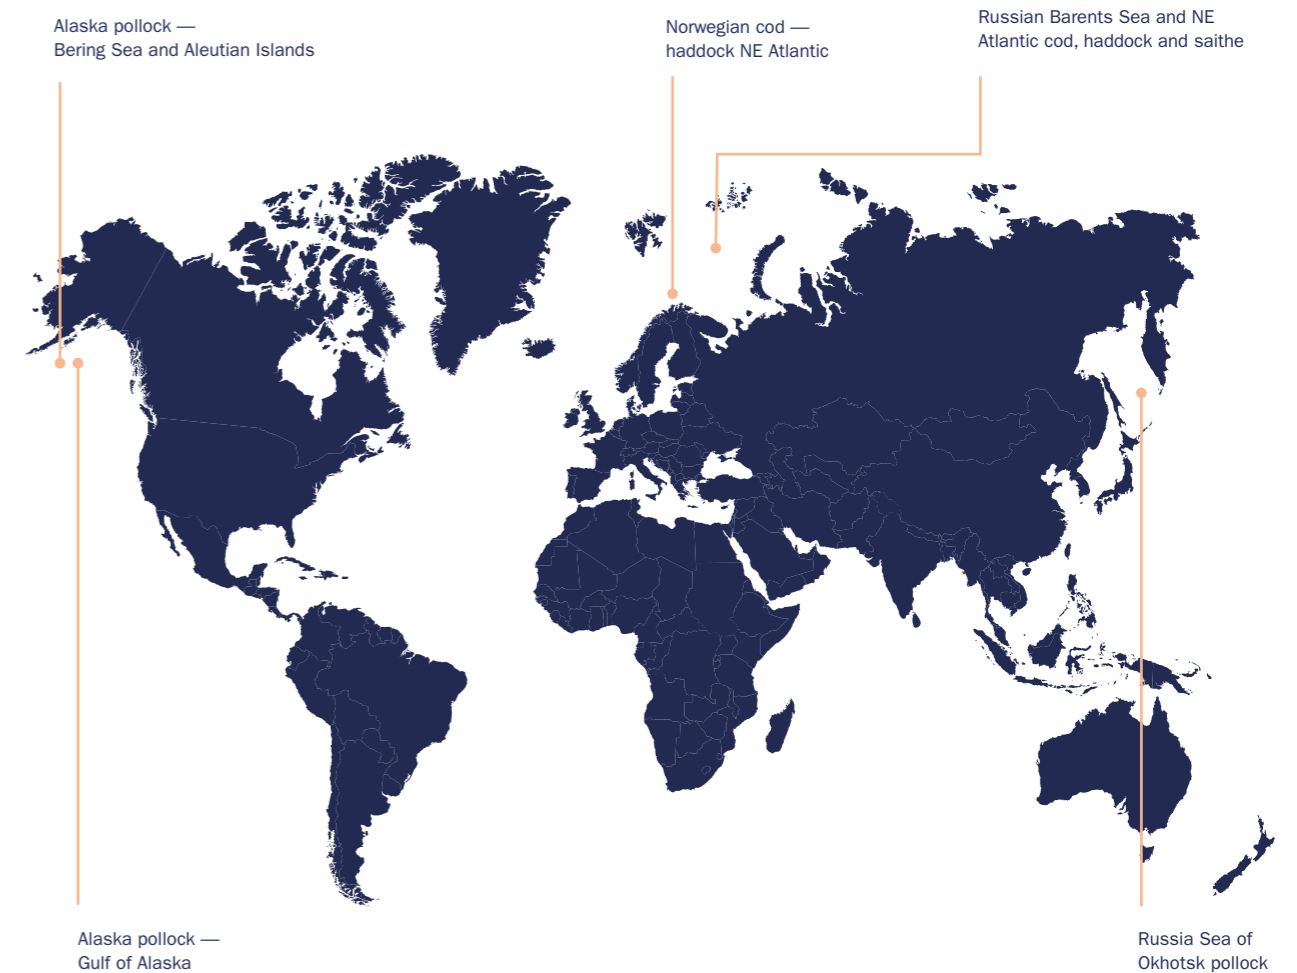 Alaska pollock —
Bering Sea and Aleutian Islands
Norwegian cod —
haddock NE Atlantic
Russian Barents Sea and NE
Atlantic cod, haddock and saithe
Alaska pollock —
Gulf of Alaska
Russia Sea of
Okhotsk pollock